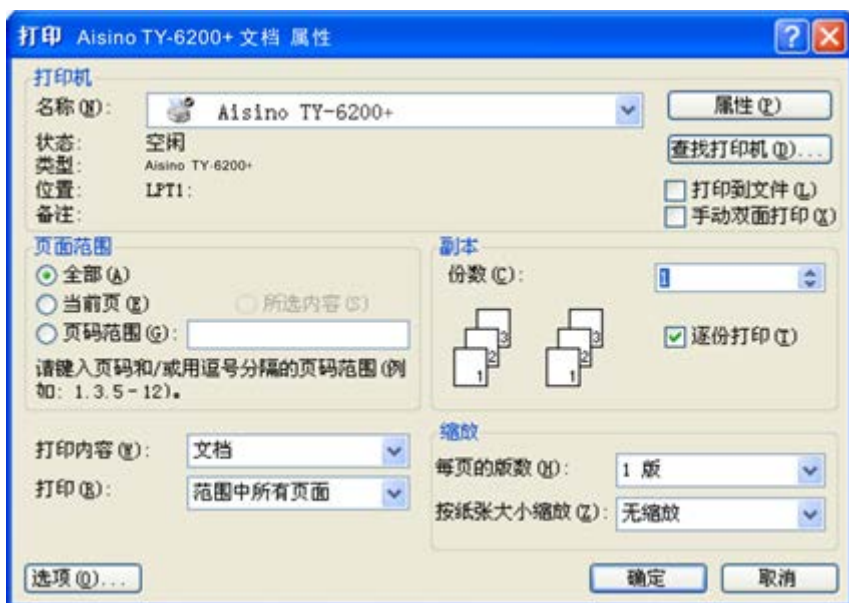 打印 Aisino TY-6200+ 文档 属性
打印机
名称(N): Aisino TY-6200+ 属性(P)
状态: 空闲 查找打印机(D)...
类型: Aisino TY-6200+
位置: LPT1: 打印到文件(L)
备注: 手动双面打印(X)
页面范围
全部(A)
当前页(E) 所选内容(S)
页码范围(G):
请键入页码和/或用逗号分隔的页码范围(例
如: 1.3.5-12)。
副本
份数(C): 1
3 3
2 2
1 1
逐份打印(T)
打印内容(W): 文档
打印(R): 范围中所有页面
缩放
每页的版数(H): 1 版
按纸张大小缩放(Z): 无缩放
选项(O)... 确定 取消